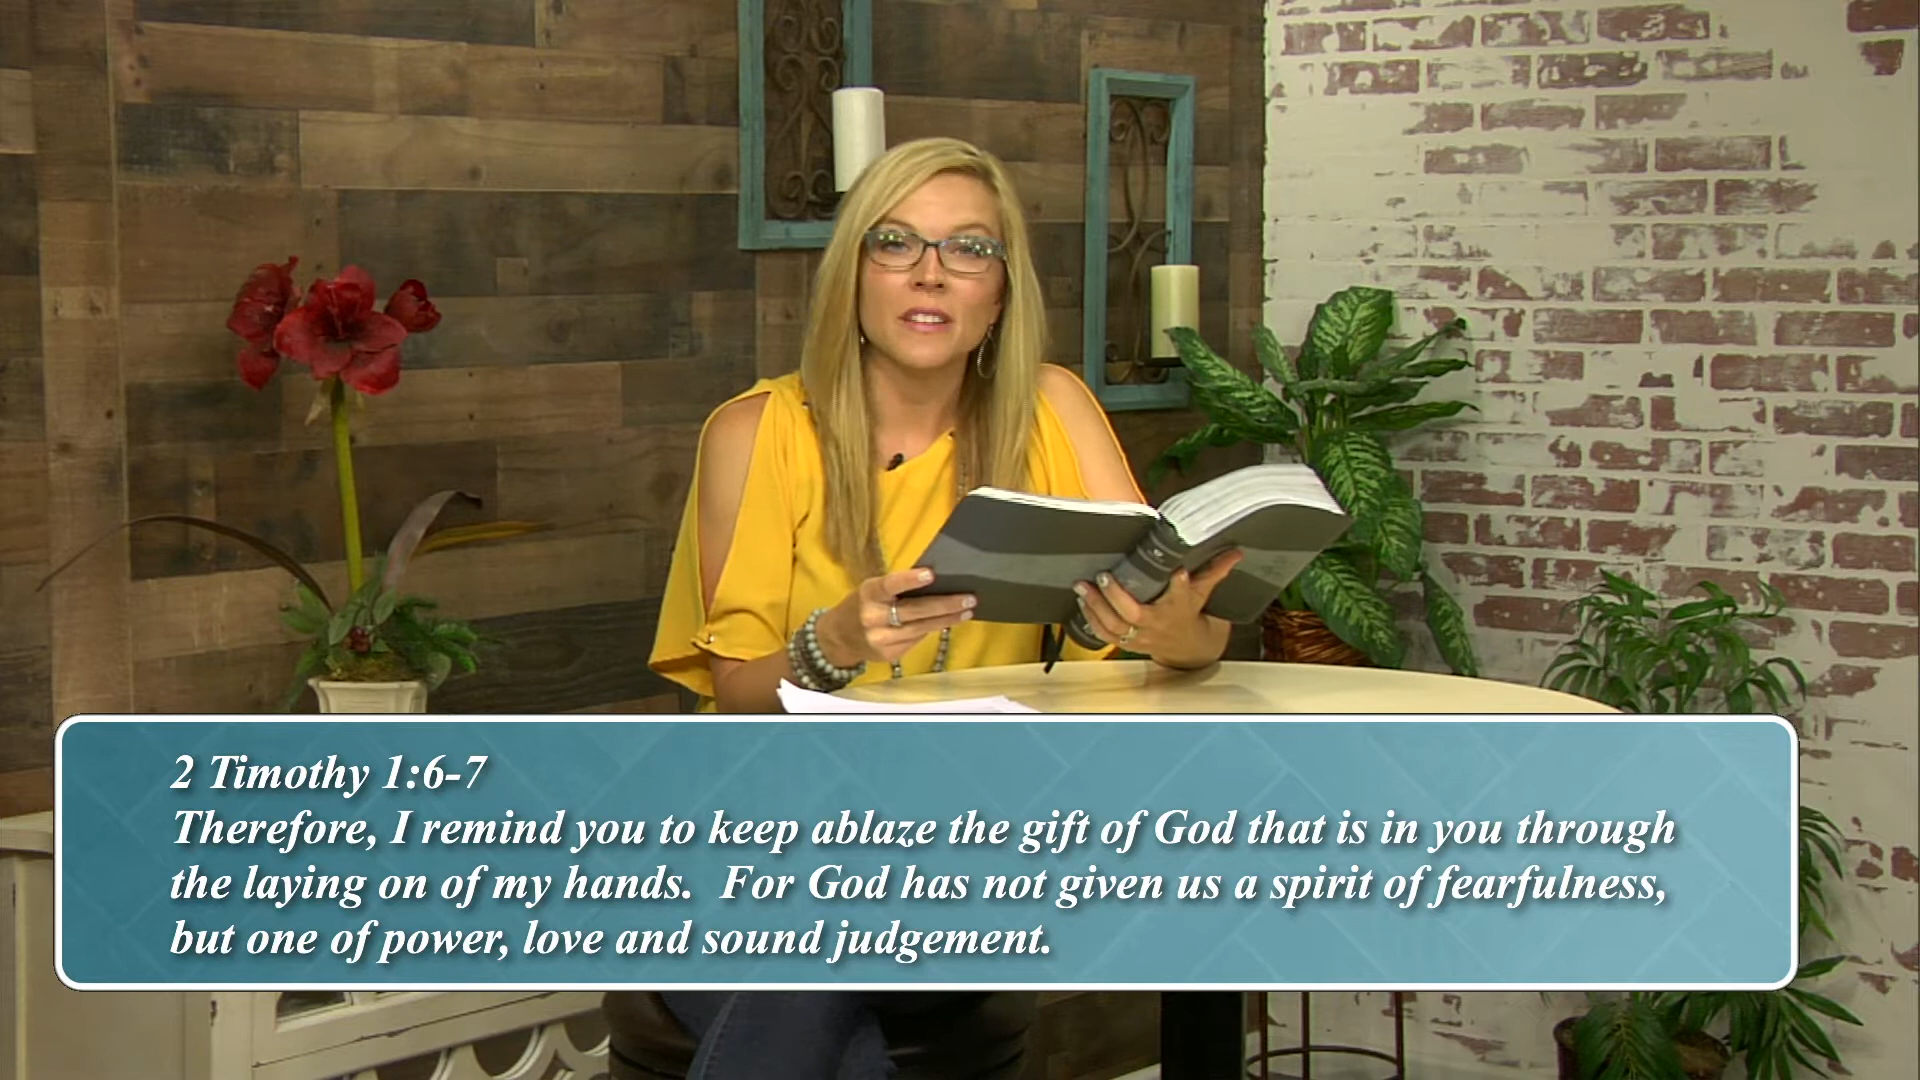 2 Timothy 1:6-7
Therefore, I remind you to keep ablaze the gift of God that is in you through
the laying on of my hands.  For God has not given us a spirit of fearfulness,
but one of power, love and sound judgement.